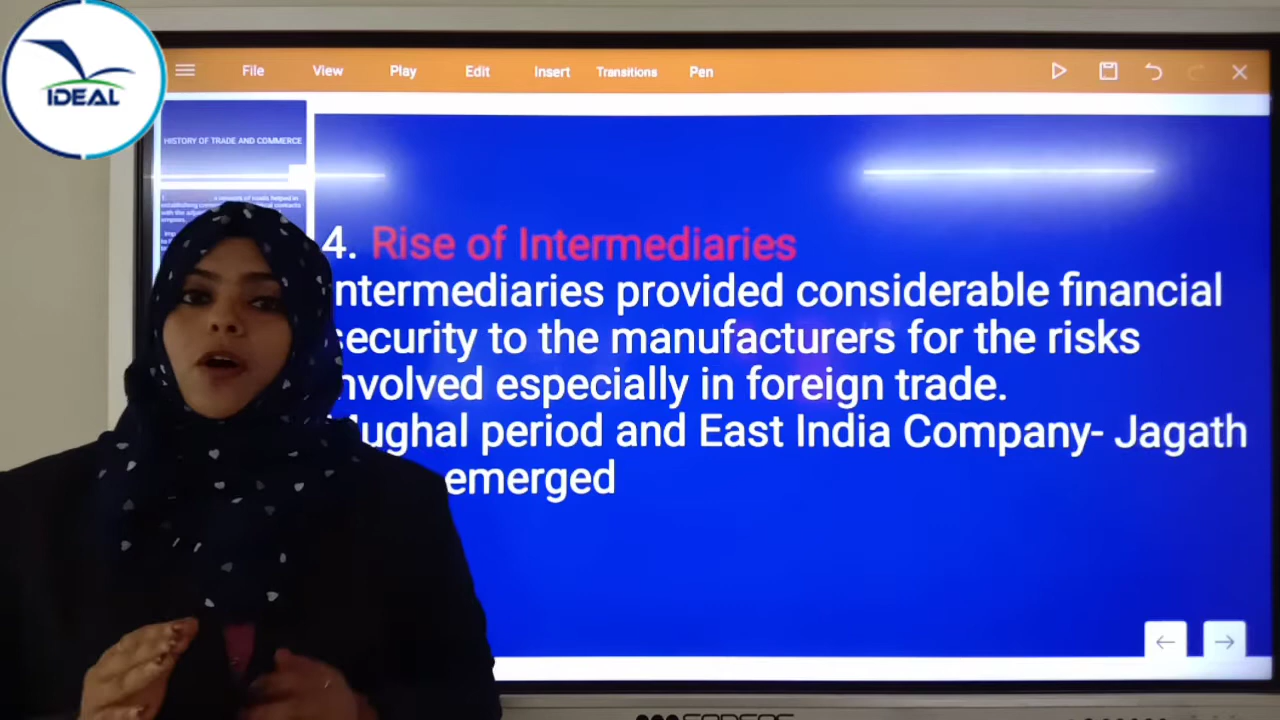 IDEAL
File View Play Edit Insert Transitions Pen
HISTORY OF TRADE AND COMMERCE
4. Rise of Intermediaries
ntermediaries provided considerable financial
ecurity to the manufacturers for the risks
nvolved especially in foreign trade.
ughal period and East India Company- Jagath
emerged